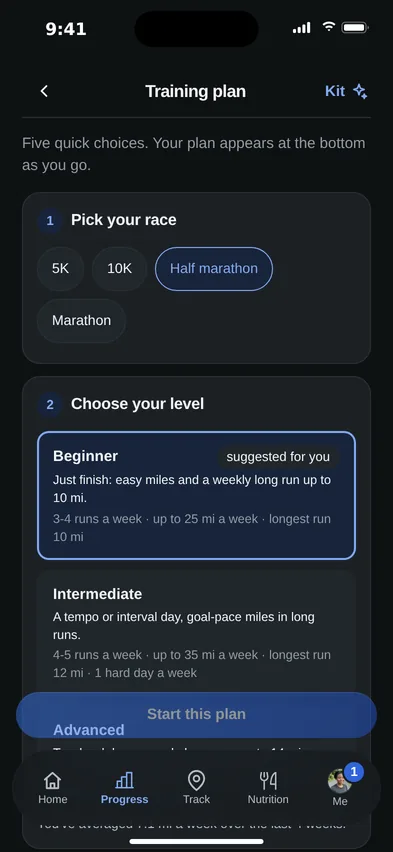 9:41
Training plan
Kit
Five quick choices. Your plan appears at the bottom
as you go.
1 Pick your race
5K
10K
Half marathon
Marathon
2 Choose your level
Beginner
suggested for you
Just finish: easy miles and a weekly long run up to
10 mi.
3-4 runs a week · up to 25 mi a week · longest run
10 mi
Intermediate
A tempo or interval day, goal-pace miles in long
runs.
4-5 runs a week · up to 35 mi a week · longest run
12 mi · 1 hard day a week
Start this plan
Advanced
Home
Progress
Track
Nutrition
Me
1